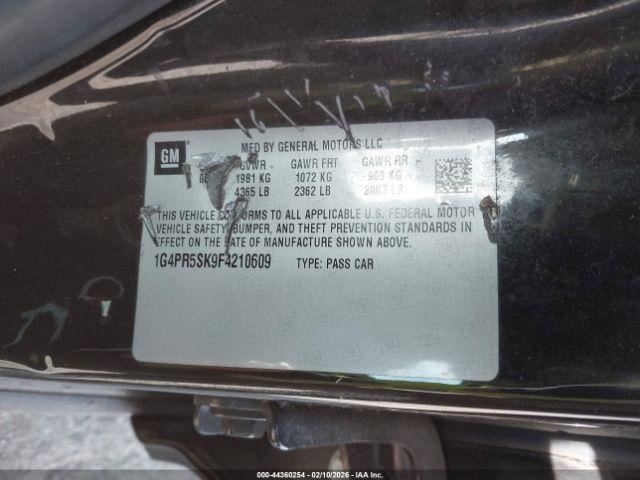 GM
MFD BY GENERAL MOTORS LLC
GVWR GAWR FRT GAWR RR
1981 KG 1072 KG 909 KG
4365 LB 2362 LB 2003 LB
THIS VEHICLE CONFORMS TO ALL APPLICABLE U.S. FEDERAL MOTOR
VEHICLE SAFETY, BUMPER, AND THEFT PREVENTION STANDARDS IN
EFFECT ON THE DATE OF MANUFACTURE SHOWN ABOVE.
1G4PR5SK9F4210609 TYPE: PASS CAR
000-44360254 - 02/10/2026 - IAA Inc.